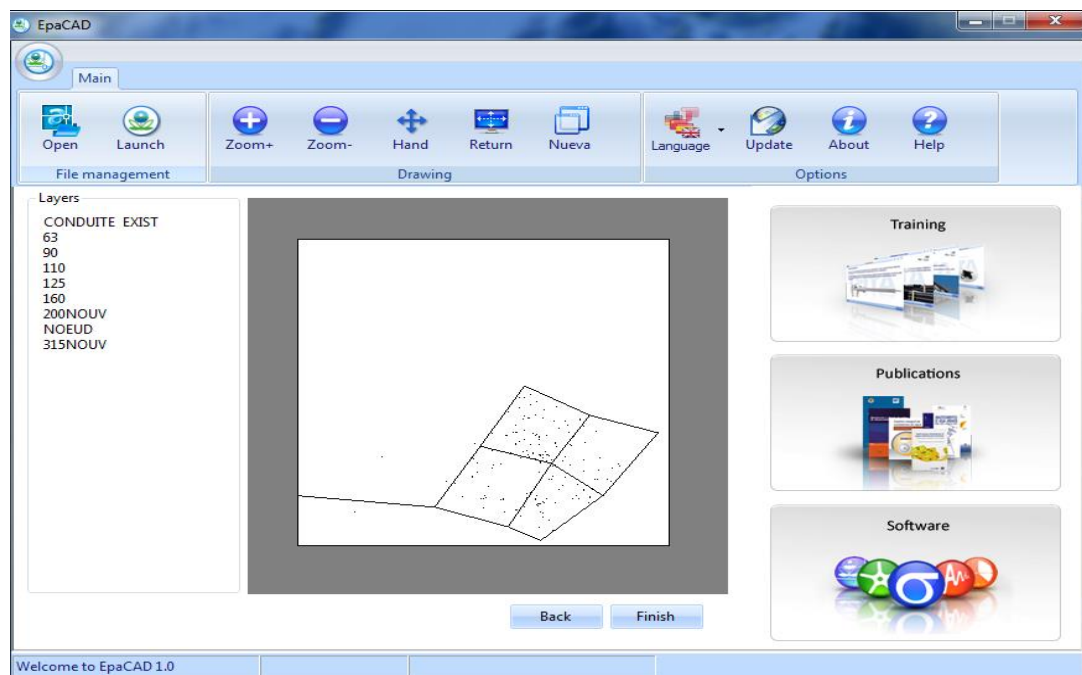 EpaCAD
Main
Open Launch Zoom+ Zoom- Hand Return Nueva Language Update About Help
File management Drawing Options
Layers
CONDUITE EXIST
63
90
110
125
160
200NOUV
NOEUD
315NOUV
Training
Publications
Software
Back Finish
Welcome to EpaCAD 1.0